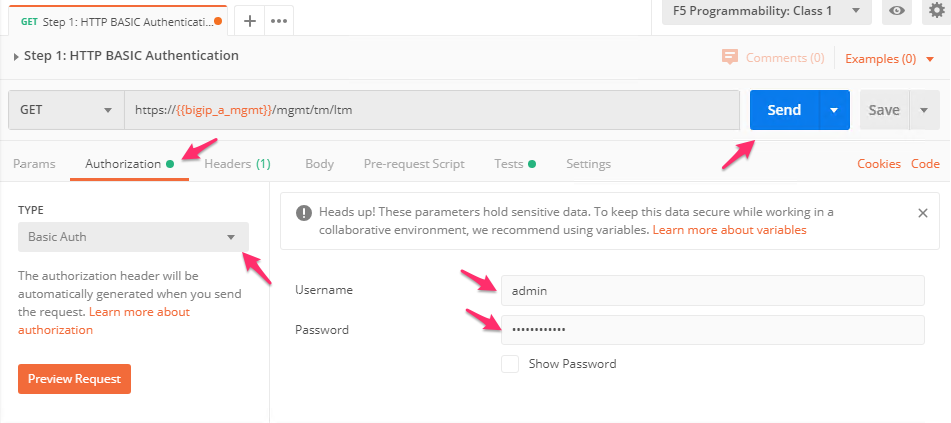 GET Step 1: HTTP BASIC Authenticati...
F5 Programmability: Class 1
Step 1: HTTP BASIC Authentication
Comments (0)
Examples (0)
GET
https://{{bigip_a_mgmt}}/mgmt/tm/ltm
Send
Save
Params
Authorization
Headers (1)
Body
Pre-request Script
Tests
Settings
Cookies
Code
TYPE
Basic Auth
The authorization header will be
automatically generated when you send
the request. Learn more about
authorization
Preview Request
Heads up! These parameters hold sensitive data. To keep this data secure while working in a
collaborative environment, we recommend using variables. Learn more about variables
Username
admin
Password
••••••••••••
Show Password